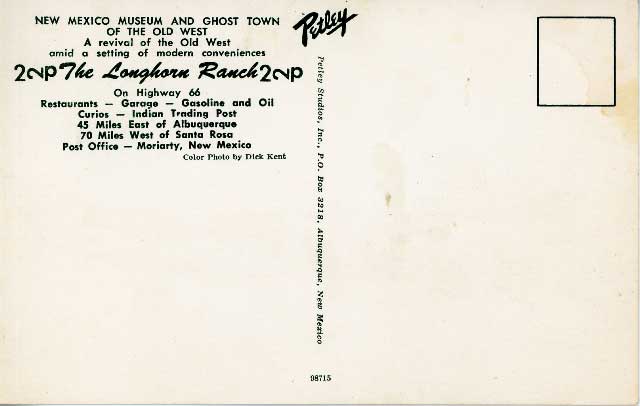 NEW MEXICO MUSEUM AND GHOST TOWN
OF THE OLD WEST
A revival of the Old West
amid a setting of modern conveniences
The Longhorn Ranch
On Highway 66
Restaurants — Garage — Gasoline and Oil
Curios — Indian Trading Post
45 Miles East of Albuquerque
70 Miles West of Santa Rosa
Post Office — Moriarty, New Mexico
Color Photo by Dick Kent
Petley
Petley Studios, Inc., P.O. Box 3218, Albuquerque, New Mexico
98715